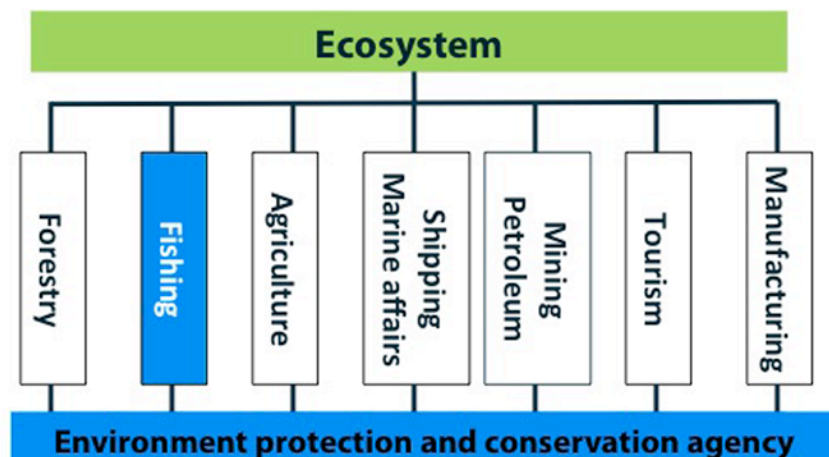 Ecosystem
Forestry
Fishing
Agriculture
Shipping
Marine affairs
Mining
Petroleum
Tourism
Manufacturing
Environment protection and conservation agency